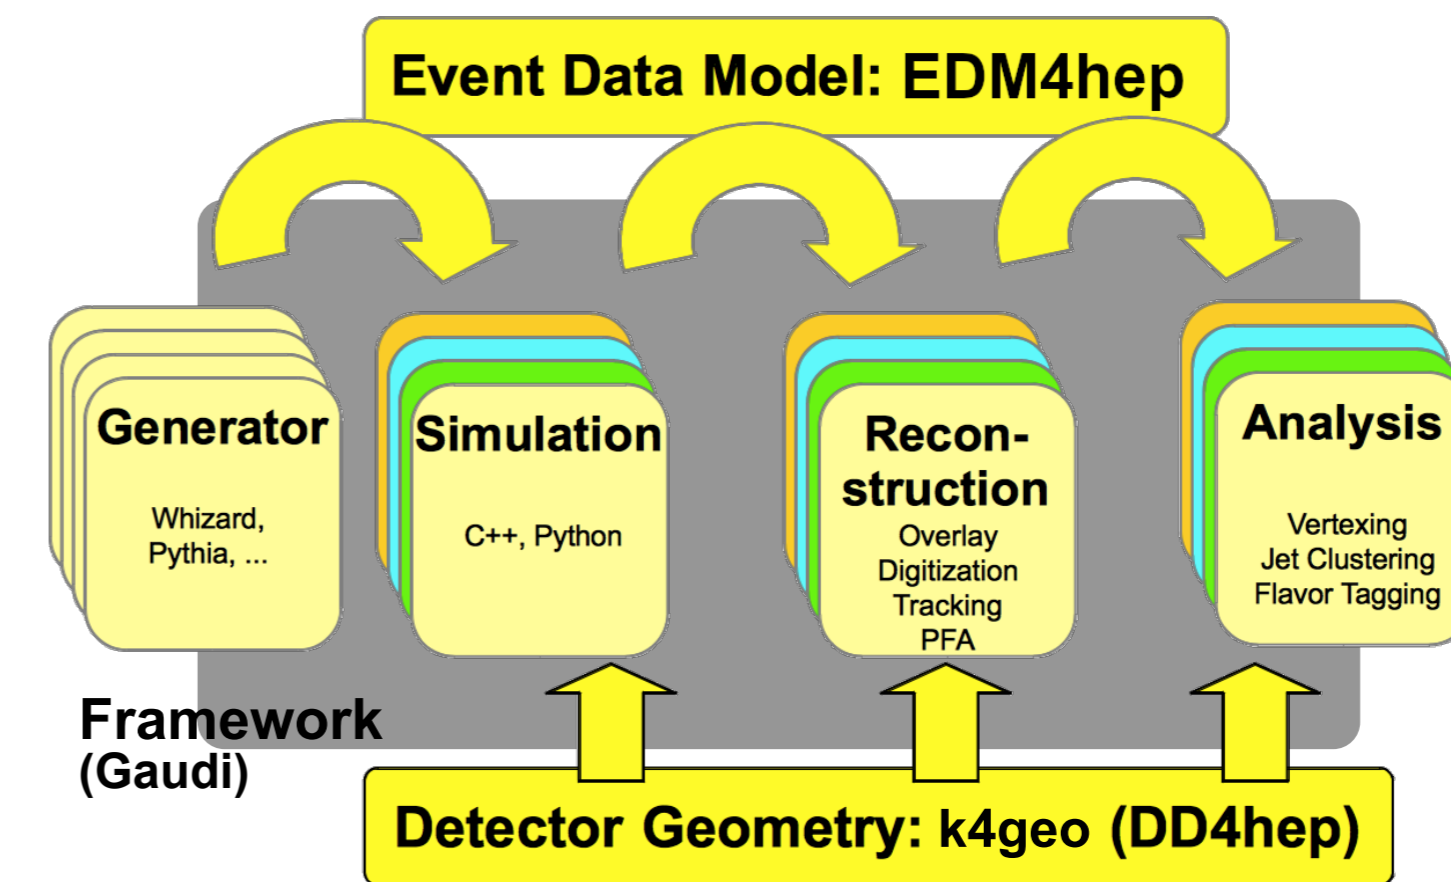 Event Data Model: EDM4hep
Generator
Whizard,
Pythia, ...
Simulation
C++, Python
Recon-
struction
Overlay
Digitization
Tracking
PFA
Analysis
Vertexing
Jet Clustering
Flavor Tagging
Framework
(Gaudi)
Detector Geometry: k4geo (DD4hep)